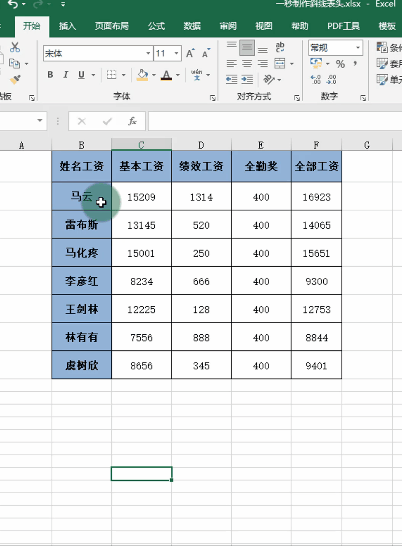 一秒制作斜线表头.xlsx - Excel
开始 插入 页面布局 公式 数据 审阅 视图 帮助 PDF工具 模板
宋体 11 常规
B I U A wén
贴板 字体 对齐方式 数字
条件
单元
fx
A B C D E F G
姓名工资 基本工资 绩效工资 全勤奖 全部工资
马云 15209 1314 400 16923
雷布斯 13145 520 400 14065
马化疼 15001 250 400 15651
李彦红 8234 666 400 9300
王剑林 12225 128 400 12753
林有有 7556 888 400 8844
虞树欣 8656 345 400 9401